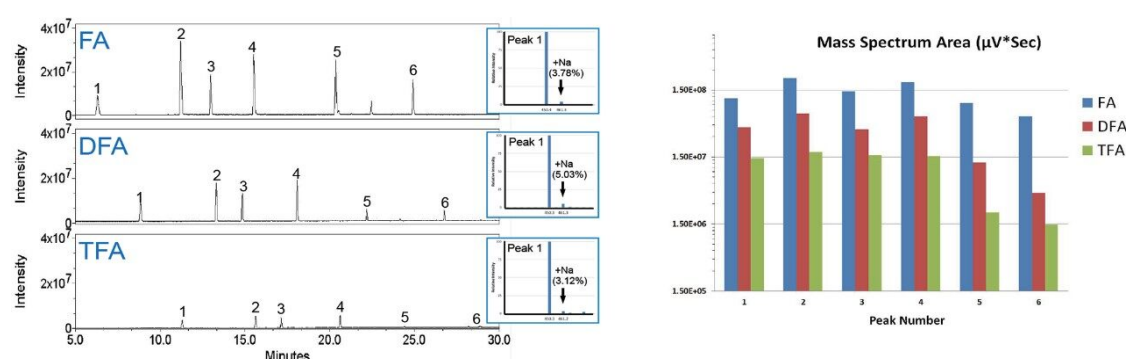 FA
Intensity
4x10⁷
2x10⁷
0
1
2
3
4
5
6
Peak 1
+Na
(3.78%)
DFA
Intensity
4x10⁷
2x10⁷
0
1
2
3
4
5
6
Peak 1
+Na
(5.03%)
TFA
Intensity
4x10⁷
2x10⁷
0
1
2
3
4
5
6
Peak 1
+Na
(3.12%)
5.0 10.0 15.0 20.0 25.0 30.0
Minutes
Mass Spectrum Area (µV*Sec)
1.50E+08
1.50E+07
1.50E+06
1.50E+05
1 2 3 4 5 6
Peak Number
FA
DFA
TFA